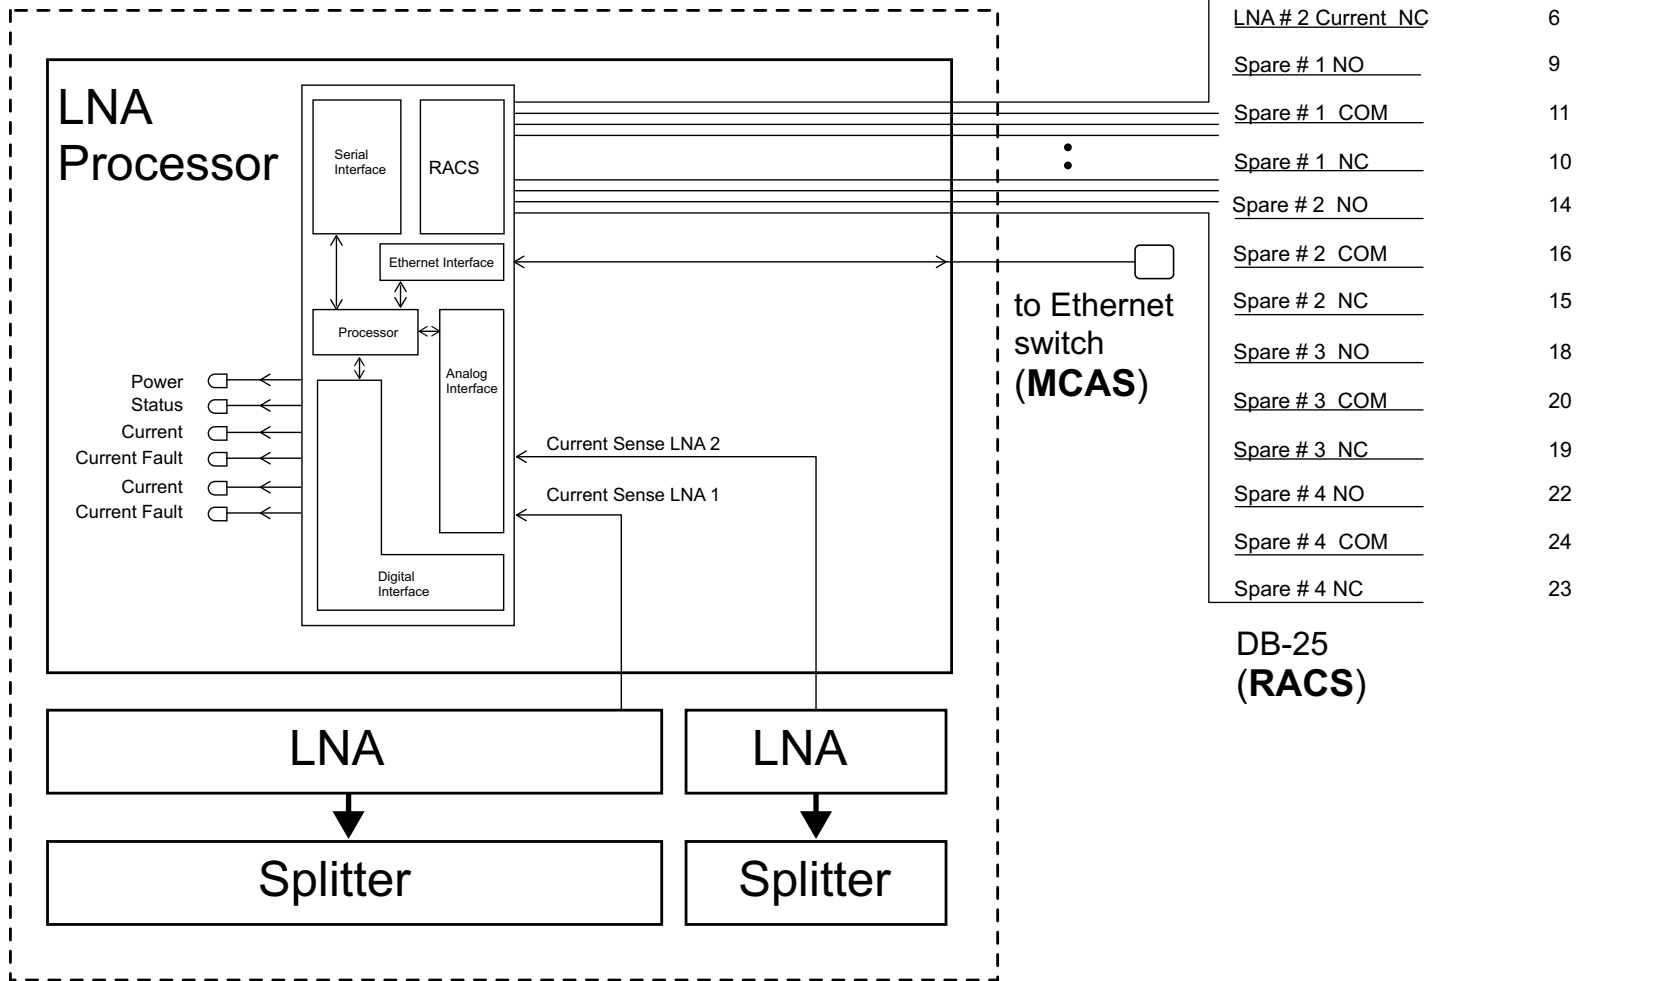 LNA
Processor
Serial
Interface
RACS
Ethernet Interface
Processor
Analog
Interface
Digital
Interface
Power
Status
Current
Current Fault
Current
Current Fault
Current Sense LNA 2
Current Sense LNA 1
LNA
LNA
Splitter
Splitter
to Ethernet
switch
(MCAS)
LNA # 2 Current NC 6
Spare # 1 NO 9
Spare # 1 COM 11
Spare # 1 NC 10
Spare # 2 NO 14
Spare # 2 COM 16
Spare # 2 NC 15
Spare # 3 NO 18
Spare # 3 COM 20
Spare # 3 NC 19
Spare # 4 NO 22
Spare # 4 COM 24
Spare # 4 NC 23
DB-25
(RACS)